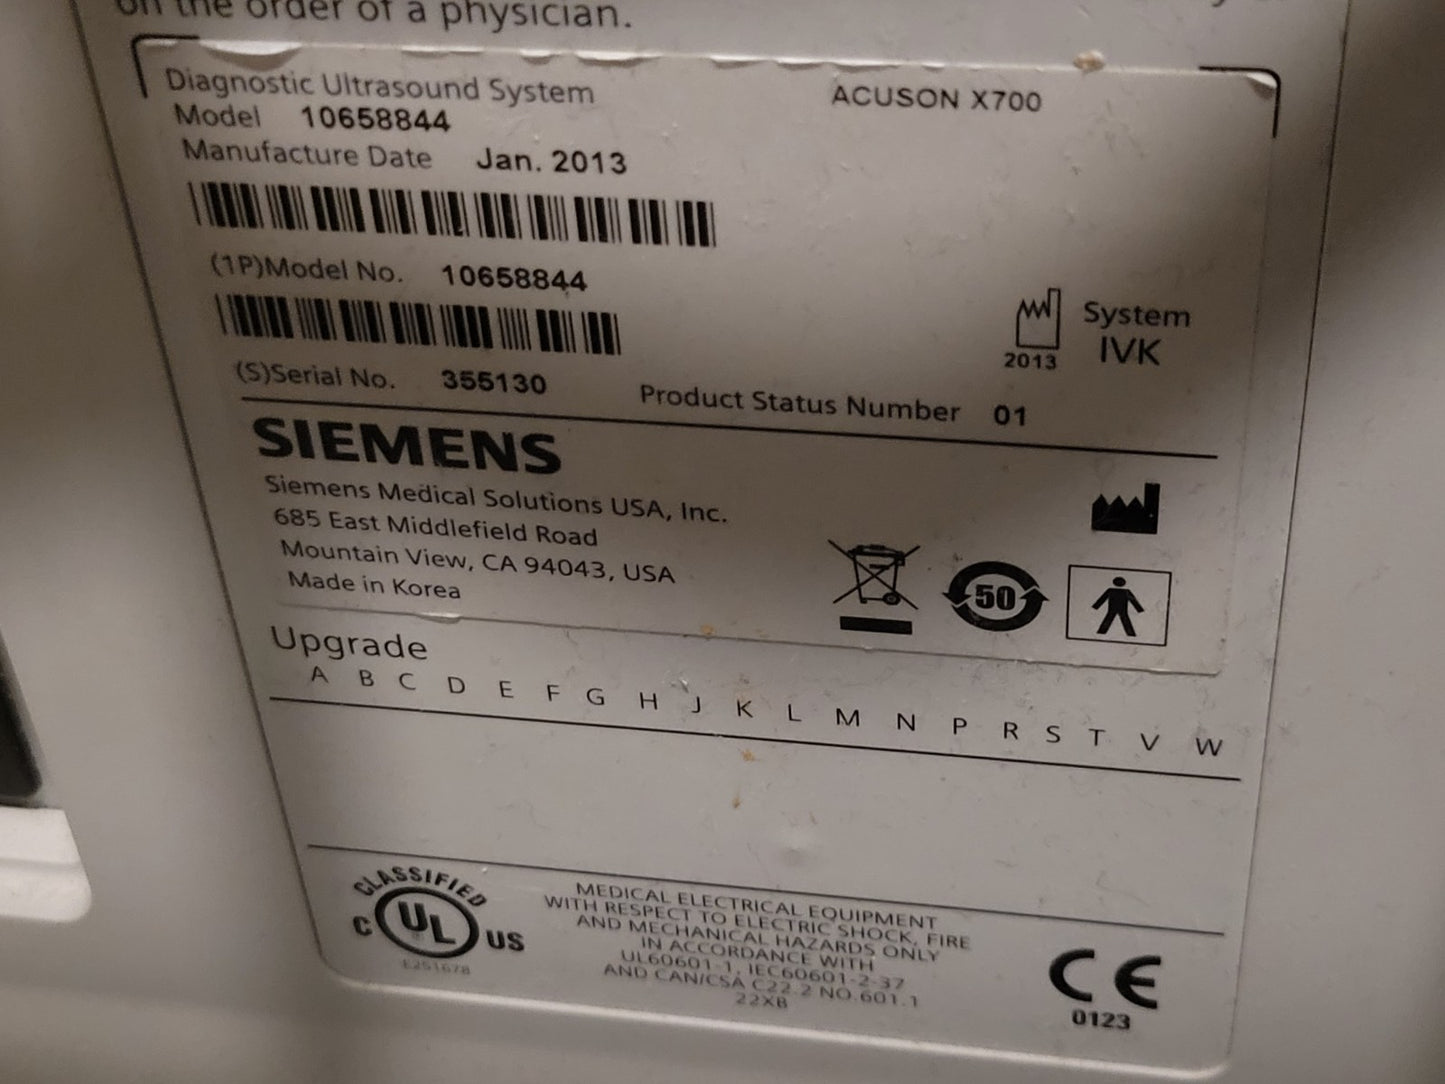 on the order of a physician.
Diagnostic Ultrasound System ACUSON X700
Model 10658844
Manufacture Date Jan. 2013
(1P)Model No. 10658844
System
2013 IVK
(S)Serial No. 355130 Product Status Number 01
SIEMENS
Siemens Medical Solutions USA, Inc.
685 East Middlefield Road
Mountain View, CA 94043, USA
Made in Korea
50
Upgrade
A B C D E F G H J K L M N P R S T V W
CLASSIFIED
C UL US
E251678
MEDICAL ELECTRICAL EQUIPMENT
WITH RESPECT TO ELECTRIC SHOCK, FIRE
AND MECHANICAL HAZARDS ONLY
IN ACCORDANCE WITH
UL60601-1, IEC60601-2-37
AND CAN/CSA C22.2 NO.601.1
22XB
CE
0123